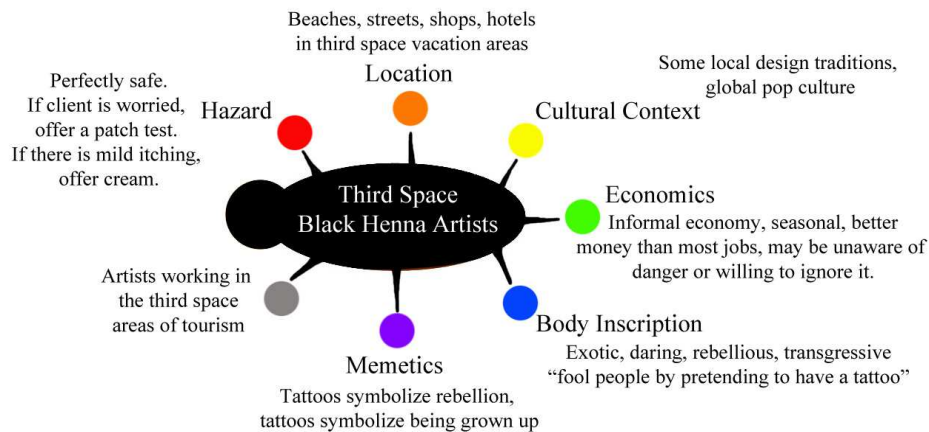 Beaches, streets, shops, hotels
in third space vacation areas
Location
Some local design traditions,
global pop culture
Cultural Context
Perfectly safe.
If client is worried,
offer a patch test.
If there is mild itching,
offer cream.
Hazard
Third Space
Black Henna Artists
Economics
Informal economy, seasonal, better
money than most jobs, may be unaware of
danger or willing to ignore it.
Artists working in
the third space
areas of tourism
Body Inscription
Exotic, daring, rebellious, transgressive
“fool people by pretending to have a tattoo”
Memetics
Tattoos symbolize rebellion,
tattoos symbolize being grown up